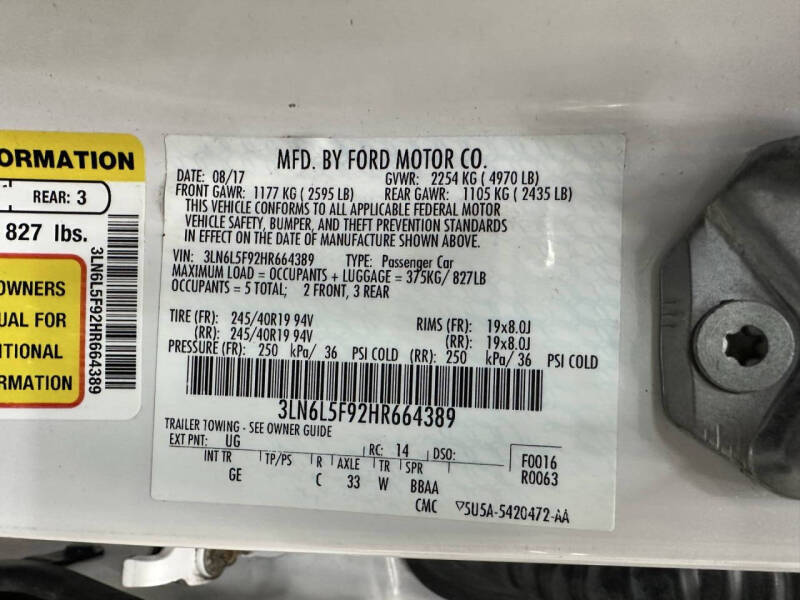 ORMATION
REAR: 3
827 lbs.
OWNERS
UAL FOR
ITIONAL
RMATION
3LN6L5F92HR664389
MFD. BY FORD MOTOR CO.
DATE: 08/17 GVWR: 2254 KG ( 4970 LB)
FRONT GAWR: 1177 KG ( 2595 LB) REAR GAWR: 1105 KG ( 2435 LB)
THIS VEHICLE CONFORMS TO ALL APPLICABLE FEDERAL MOTOR
VEHICLE SAFETY, BUMPER, AND THEFT PREVENTION STANDARDS
IN EFFECT ON THE DATE OF MANUFACTURE SHOWN ABOVE.
VIN: 3LN6L5F92HR664389 TYPE: Passenger Car
MAXIMUM LOAD = OCCUPANTS + LUGGAGE = 375KG/ 827LB
OCCUPANTS = 5 TOTAL; 2 FRONT, 3 REAR
TIRE (FR): 245/40R19 94V RIMS (FR): 19x8.0J
(RR): 245/40R19 94V (RR): 19x8.0J
PRESSURE (FR): 250 kPa/ 36 PSI COLD (RR): 250 kPa/ 36 PSI COLD
3LN6L5F92HR664389
TRAILER TOWING - SEE OWNER GUIDE
EXT PNT: UG RC: 14 DSO: F0016
INT TR TP/PS R AXLE TR SPR R0063
GE C 33 W BBAA
CMC 5U5A-5420472-AA